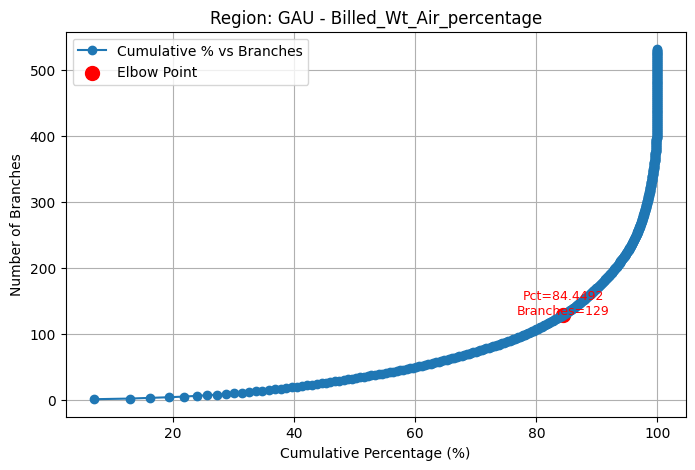 Region: GAU - Billed_Wt_Air_percentage
Cumulative % vs Branches
Elbow Point
Number of Branches
500
400
300
200
100
0
Pct=84.4492
Branches=129
20
40
60
80
100
Cumulative Percentage (%)